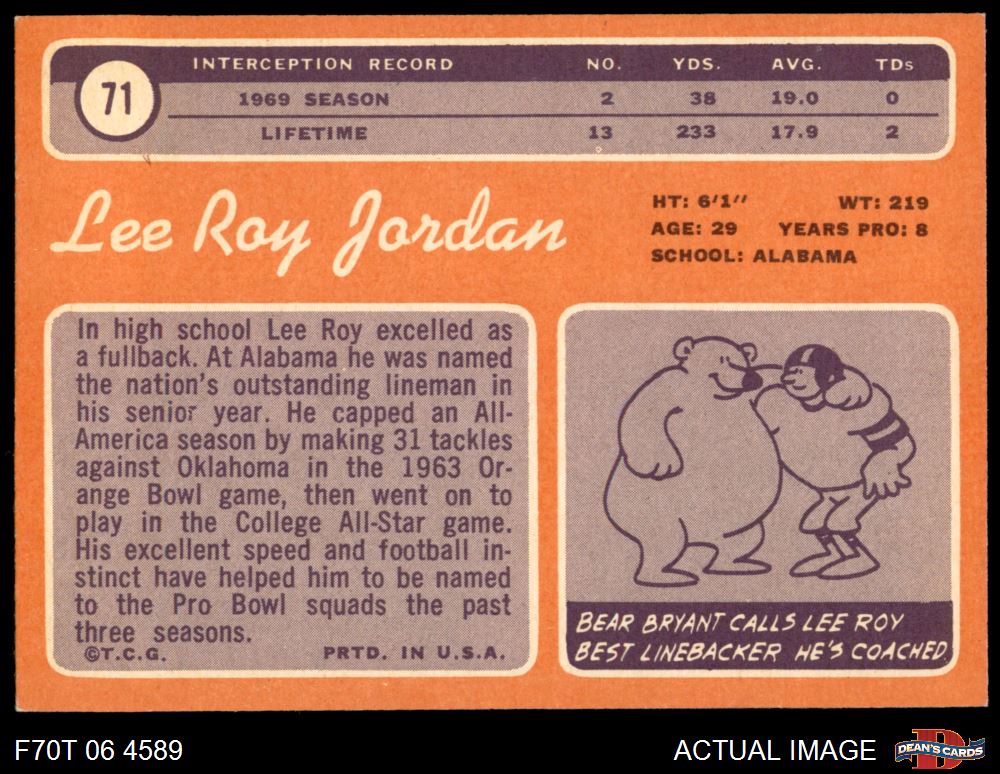 71
INTERCEPTION RECORD NO. YDS. AVG. TDs
1969 SEASON 2 38 19.0 0
LIFETIME 13 233 17.9 2
Lee Roy Jordan
HT: 6'1'' WT: 219
AGE: 29 YEARS PRO: 8
SCHOOL: ALABAMA
In high school Lee Roy excelled as
a fullback. At Alabama he was named
the nation's outstanding lineman in
his senior year. He capped an All-
America season by making 31 tackles
against Oklahoma in the 1963 Or-
ange Bowl game, then went on to
play in the College All-Star game.
His excellent speed and football in-
stinct have helped him to be named
to the Pro Bowl squads the past
three seasons.
©T.C.G. PRTD. IN U.S.A.
BEAR BRYANT CALLS LEE ROY
BEST LINEBACKER HE'S COACHED
F70T 06 4589 ACTUAL IMAGE
D
DEAN'S CARDS